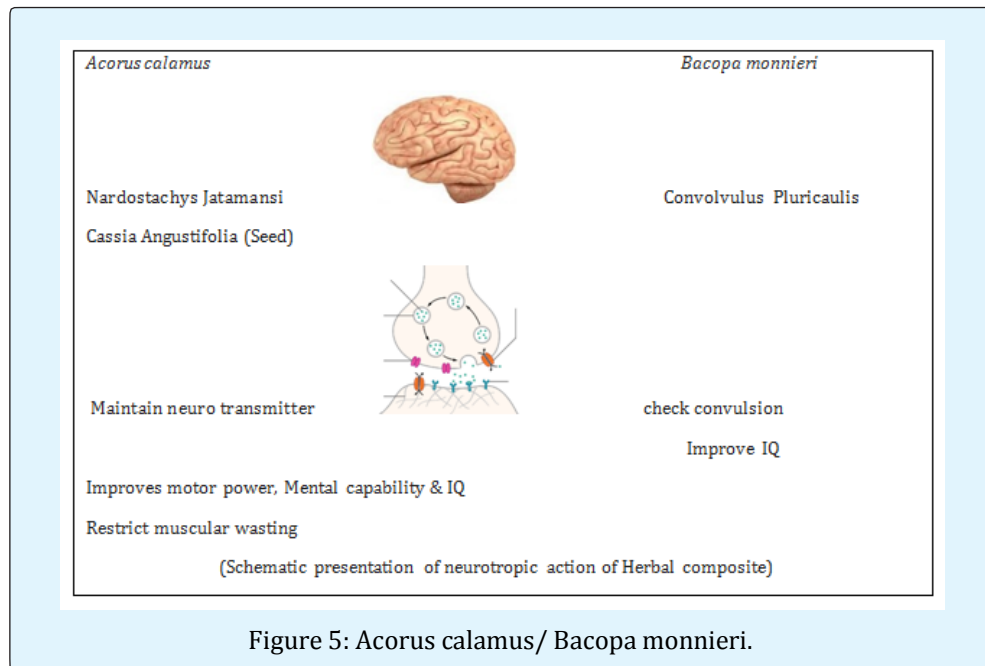 Acorus calamus Bacopa monnieri
Nardostachys Jatamansi Convolvulus Pluricaulis
Cassia Angustifolia (Seed)
Maintain neuro transmitter check convulsion
Improve IQ
Improves motor power, Mental capability & IQ
Restrict muscular wasting
(Schematic presentation of neurotropic action of Herbal composite)
Figure 5: Acorus calamus/ Bacopa monnieri.